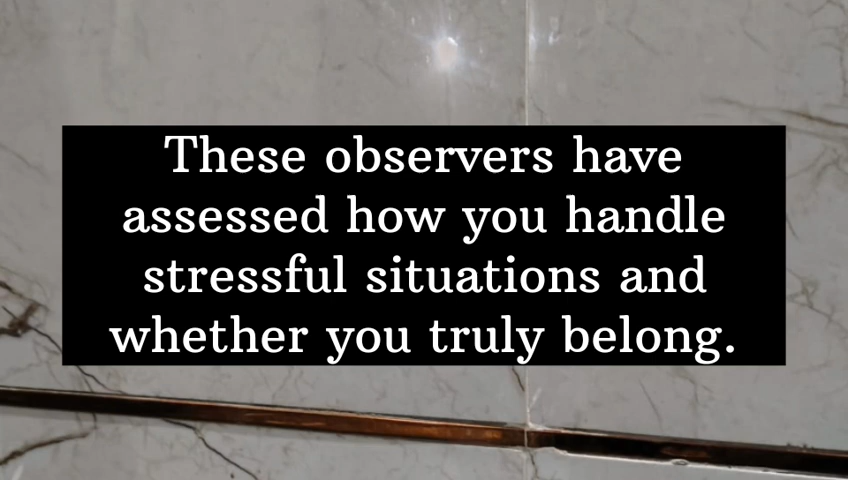 These observers have
assessed how you handle
stressful situations and
whether you truly belong.